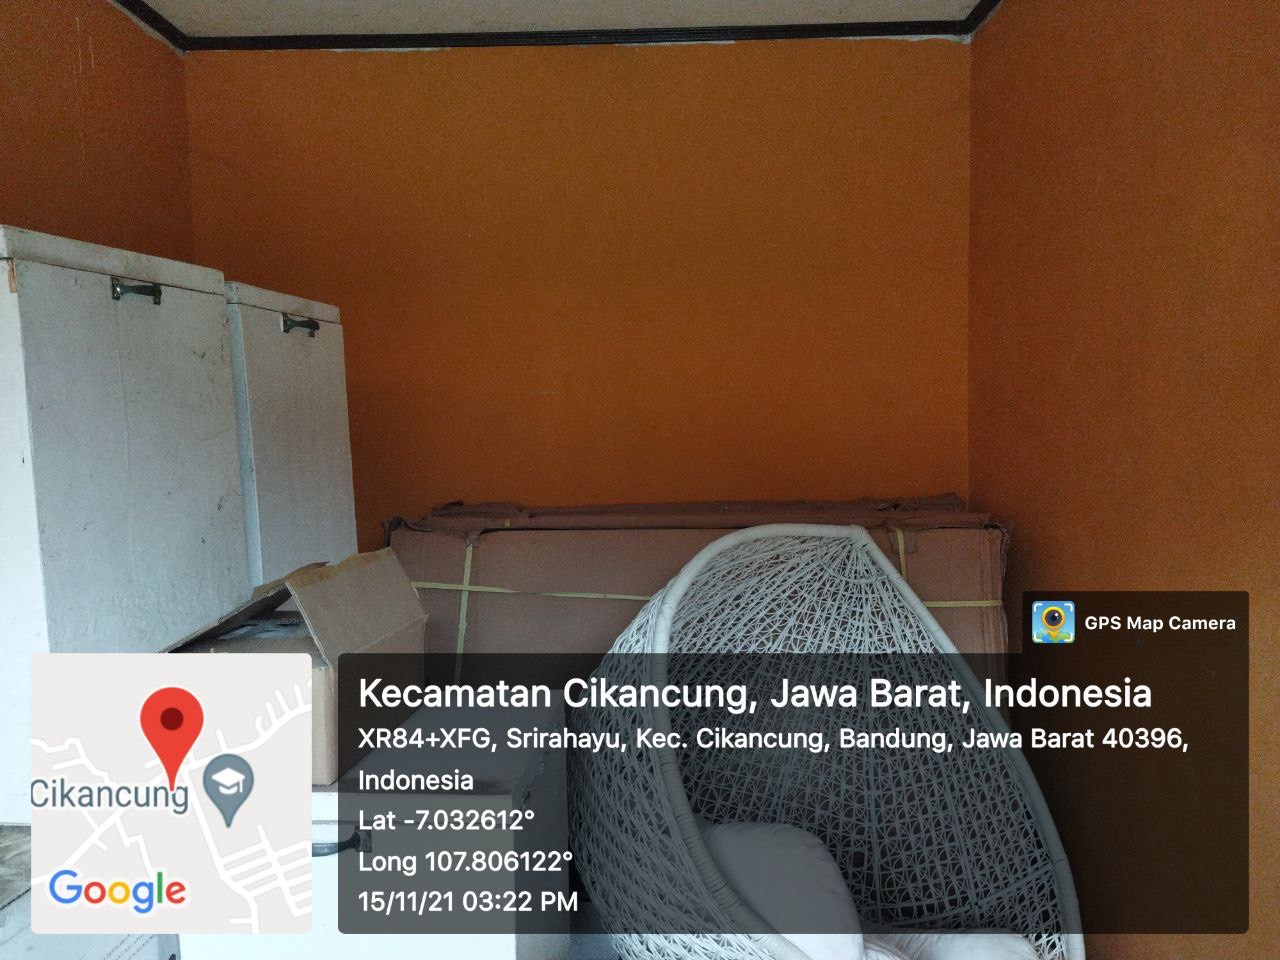 GPS Map Camera
Kecamatan Cikancung, Jawa Barat, Indonesia
XR84+XFG, Srirahayu, Kec. Cikancung, Bandung, Jawa Barat 40396,
Indonesia
Lat -7.032612°
Long 107.806122°
15/11/21 03:22 PM
Cikancung
Google